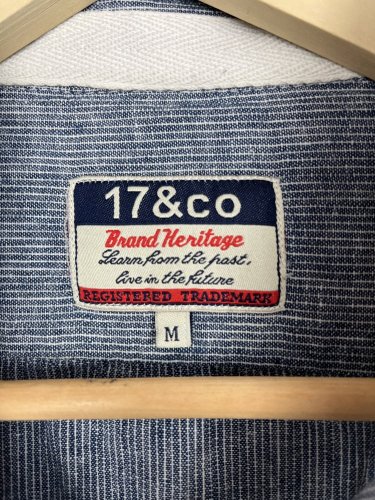 17&co
Brand Heritage
Learn from the past,
live in the future
REGISTERED TRADEMARK
M